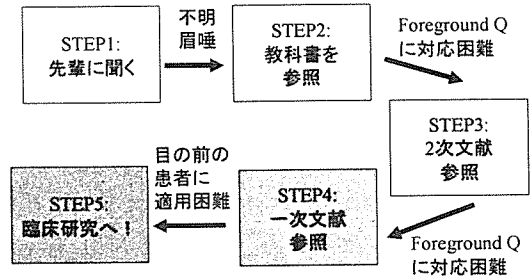 STEP1:
先輩に聞く
不明
眉唾
STEP2:
教科書を
参照
Foreground Q
に対応困難
STEP3:
2次文献
参照
Foreground Q
に対応困難
STEP4:
一次文献
参照
目の前の
患者に
適用困難
STEP5:
臨床研究へ!